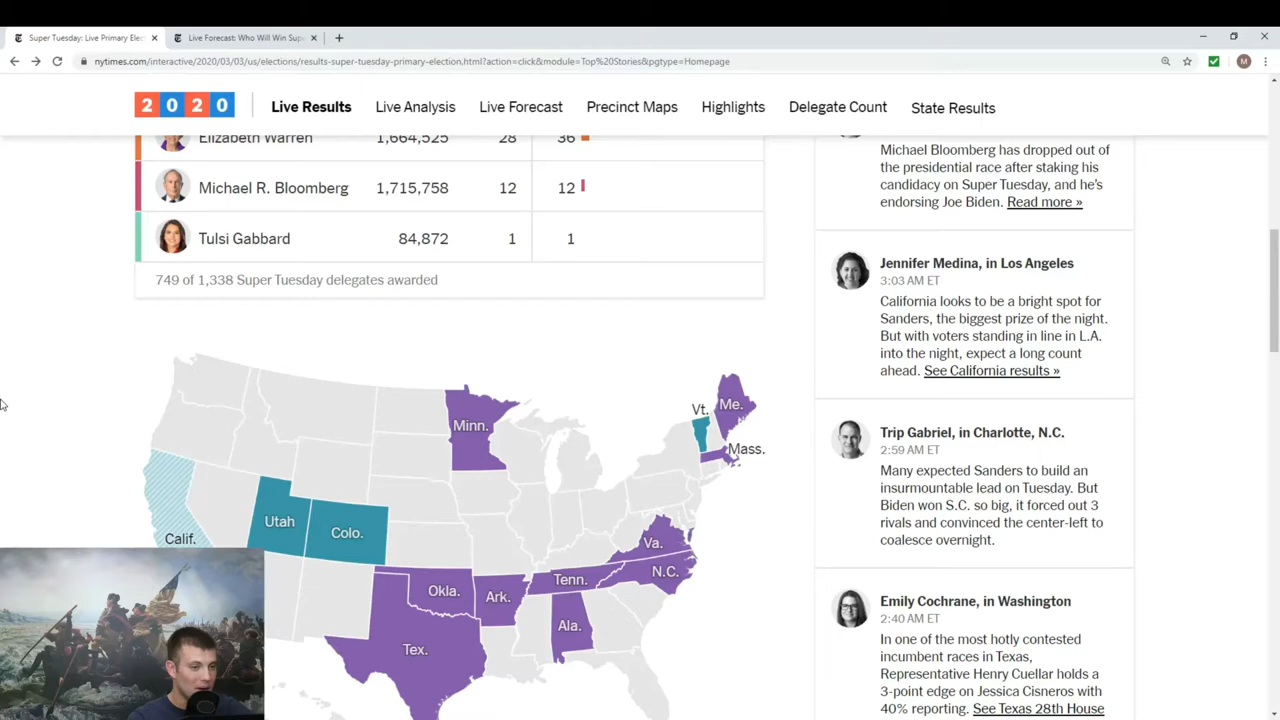 Super Tuesday: Live Primary Elec
Live Forecast: Who Will Win Supe
nytimes.com/interactive/2020/03/03/us/elections/results-super-tuesday-primary-election.html?action=click&module=Top%20Stories&pgtype=Homepage
M
2020
Live Results
Live Analysis
Live Forecast
Precinct Maps
Highlights
Delegate Count
State Results
Elizabeth Warren 1,664,525 28 36
Michael R. Bloomberg 1,715,758 12 12
Tulsi Gabbard 84,872 1 1
749 of 1,338 Super Tuesday delegates awarded
Minn.
Vt.
Me.
Mass.
Utah
Colo.
Calif.
Va.
N.C.
Tenn.
Okla.
Ark.
Ala.
Tex.
Michael Bloomberg has dropped out of
the presidential race after staking his
candidacy on Super Tuesday, and he's
endorsing Joe Biden. Read more »
Jennifer Medina, in Los Angeles
3:03 AM ET
California looks to be a bright spot for
Sanders, the biggest prize of the night.
But with voters standing in line in L.A.
into the night, expect a long count
ahead. See California results »
Trip Gabriel, in Charlotte, N.C.
2:59 AM ET
Many expected Sanders to build an
insurmountable lead on Tuesday. But
Biden won S.C. so big, it forced out 3
rivals and convinced the center-left to
coalesce overnight.
Emily Cochrane, in Washington
2:40 AM ET
In one of the most hotly contested
incumbent races in Texas,
Representative Henry Cuellar holds a
3-point edge on Jessica Cisneros with
40% reporting. See Texas 28th House